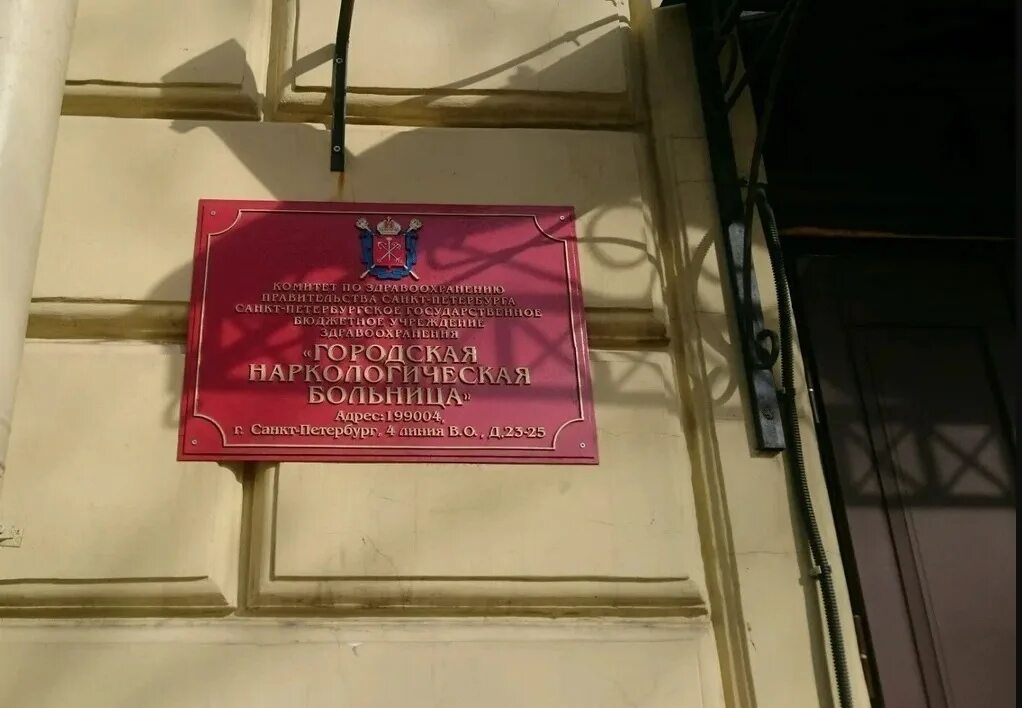 КОМИТЕТ ПО ЗДРАВООХРАНЕНИЮ
ПРАВИТЕЛЬСТВА САНКТ-ПЕТЕРБУРГА
САНКТ-ПЕТЕРБУРГСКОЕ ГОСУДАРСТВЕННОЕ
БЮДЖЕТНОЕ УЧРЕЖДЕНИЕ
ЗДРАВООХРАНЕНИЯ
«ГОРОДСКАЯ
НАРКОЛОГИЧЕСКАЯ
БОЛЬНИЦА»
Адрес: 199004,
г. Санкт-Петербург, 4 линия В.О., Д.23-25